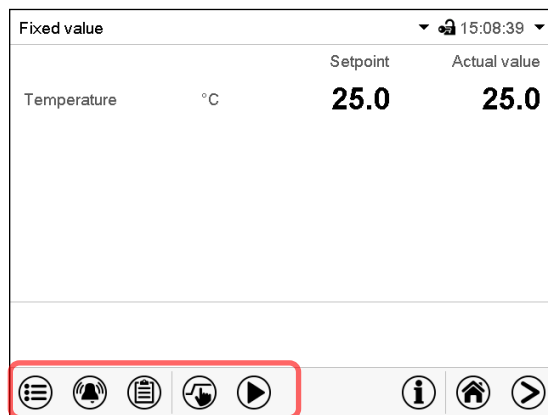 Fixed value 15:08:39
Setpoint Actual value
Temperature °C 25.0 25.0